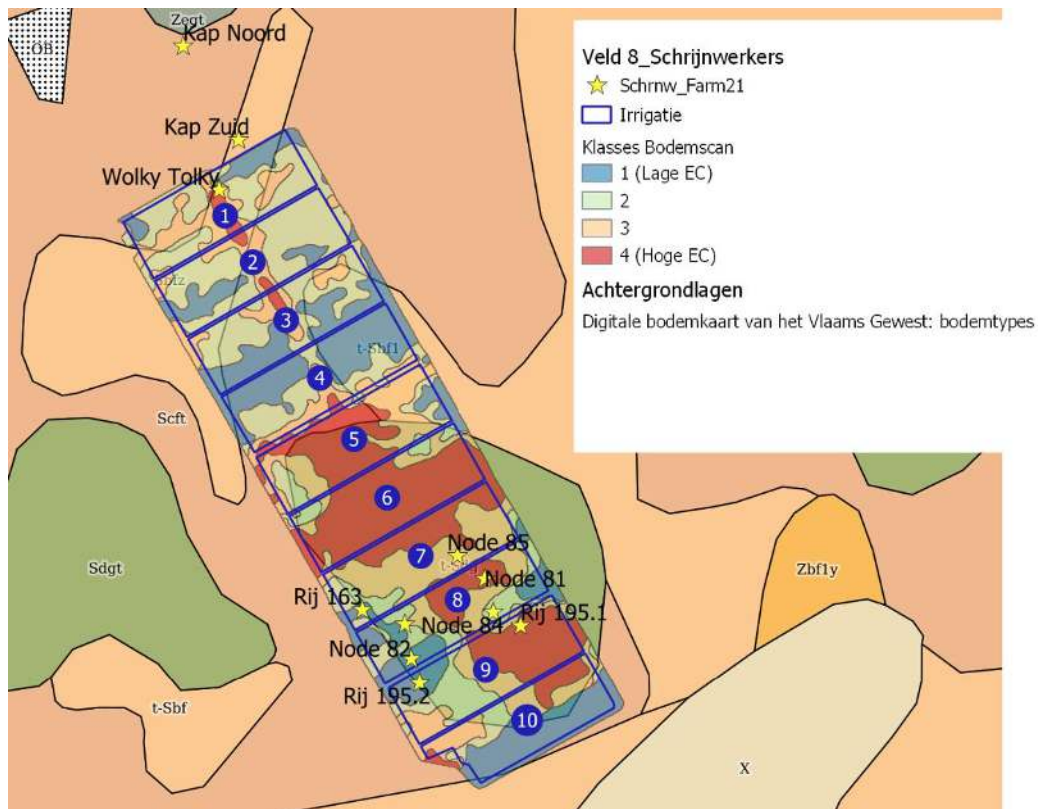 Zegt
OB
Kap Noord
Kap Zuid
Wolky Tolky
1
2
3
t-Sbf1
4
Scft
5
6
7
Node 85
Sdgt
Node 81
8
Rij 163
Rij 195.1
Node 84
Node 82
9
Rij 195.2
t-Sbf
10
Zbf1y
X
Veld 8_Schrijnwerkers
Schrnw_Farm21
Irrigatie
Klasses Bodemscan
1 (Lage EC)
2
3
4 (Hoge EC)
Achtergrondlagen
Digitale bodemkaart van het Vlaams Gewest: bodemtypes